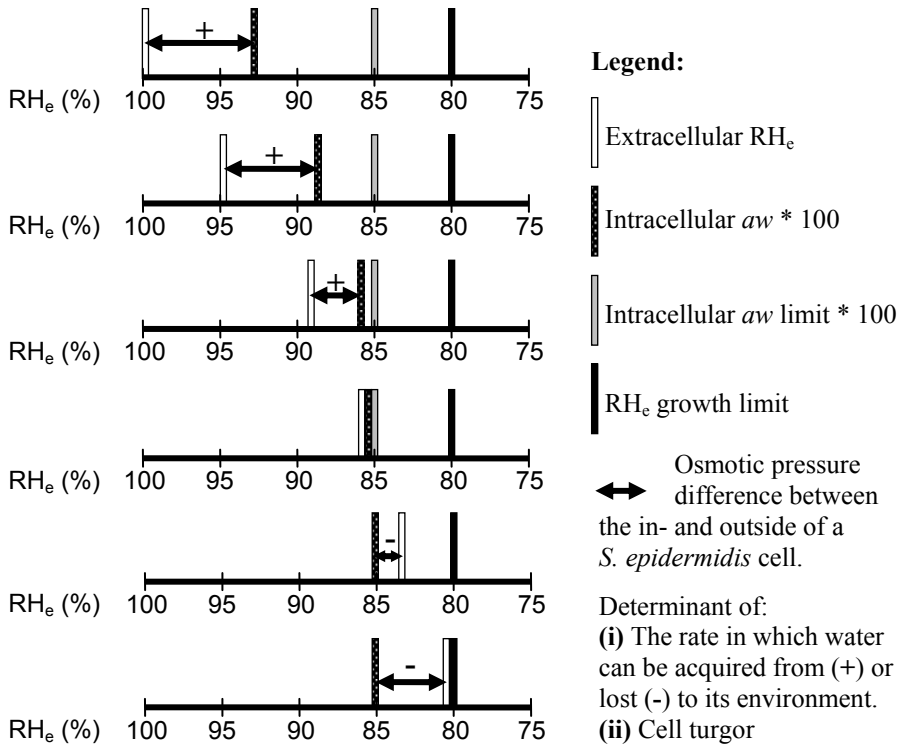 +
RHe (%)
100 95 90 85 80 75
+
RHe (%)
100 95 90 85 80 75
+
RHe (%)
100 95 90 85 80 75
RHe (%)
100 95 90 85 80 75
-
RHe (%)
100 95 90 85 80 75
-
RHe (%)
100 95 90 85 80 75
Legend:
Extracellular RHe
Intracellular aw * 100
Intracellular aw limit * 100
RHe growth limit
Osmotic pressure
difference between
the in- and outside of a
S. epidermidis cell.
Determinant of:
(i) The rate in which water
can be acquired from (+) or
lost (-) to its environment.
(ii) Cell turgor